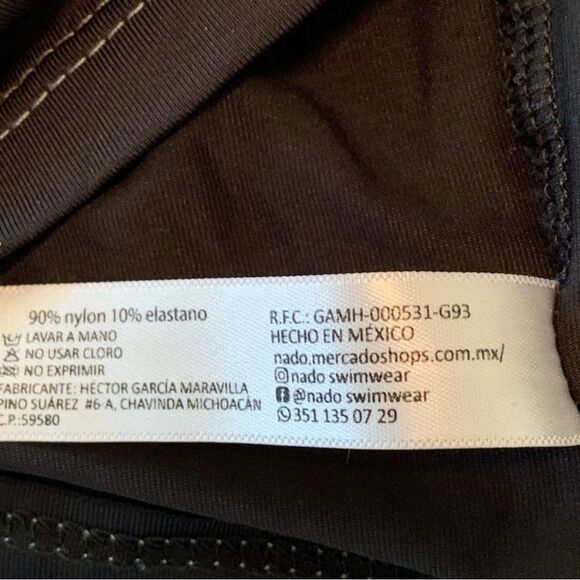 90% nylon 10% elastano
LAVAR A MANO
NO USAR CLORO
NO EXPRIMIR
FABRICANTE: HÉCTOR GARCÍA MARAVILLA
PINO SUÁREZ #6-A, CHAVINDA MICHOACÁN
C.P.:59580
R.F.C.: GAMH-000531-G93
HECHO EN MÉXICO
nado.mercadoshops.com.mx/
nado swimwear
@nado swimwear
351 135 07 29